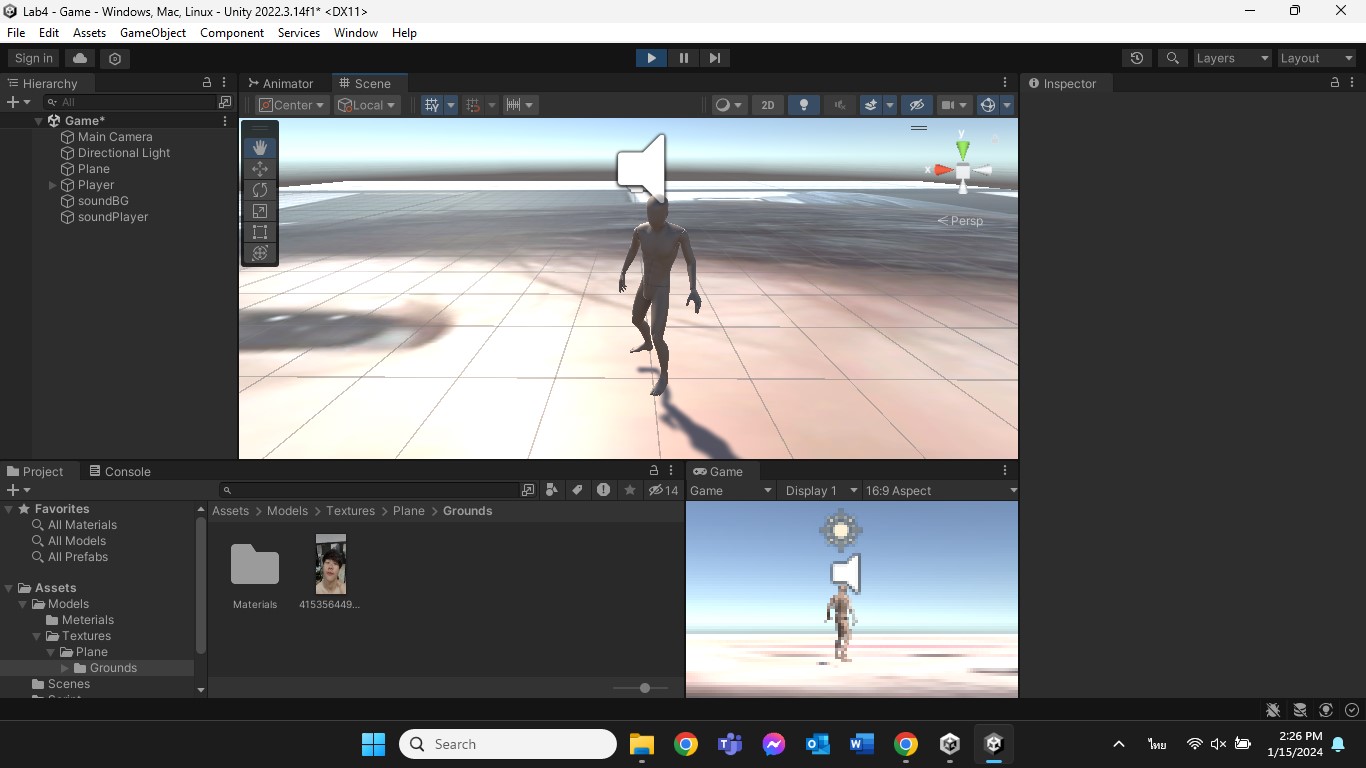 Lab4 - Game - Windows, Mac, Linux - Unity 2022.3.14f1* <DX11>
File Edit Assets GameObject Component Services Window Help
Sign in
Layers
Layout
Hierarchy
All
Game*
Main Camera
Directional Light
Plane
Player
soundBG
soundPlayer
Animator
Scene
Center
Local
2D
y
x
Persp
Inspector
Project
Console
14
Favorites
All Materials
All Models
All Prefabs
Assets
Models
Meterials
Textures
Plane
Grounds
Scenes
Assets > Models > Textures > Plane > Grounds
Materials
415356449...
Game
Game
Display 1
16:9 Aspect
Search
ไทย
2:26 PM
1/15/2024